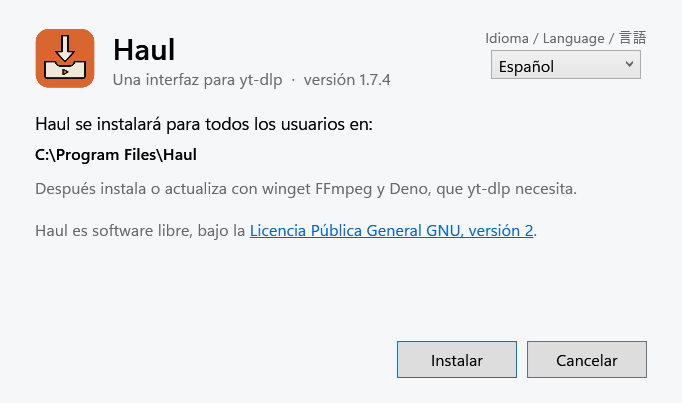 Haul
Una interfaz para yt-dlp · versión 1.7.4
Idioma / Language / 言語
Español
Haul se instalará para todos los usuarios en:
C:\Program Files\Haul
Después instala o actualiza con winget FFmpeg y Deno, que yt-dlp necesita.
Haul es software libre, bajo la Licencia Pública General GNU, versión 2.
Instalar
Cancelar